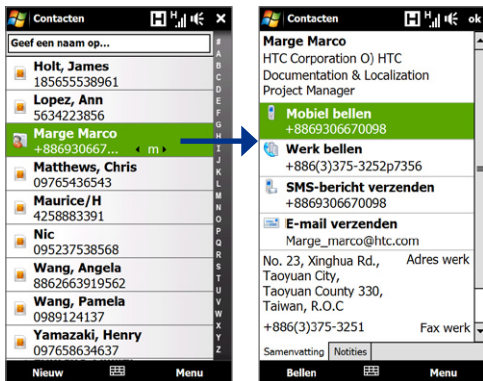 Contacten
Geef een naam op...
Holt, James
185655538961
Lopez, Ann
5634223856
Marge Marco
+886930667... m
Matthews, Chris
09765436543
Maurice/H
4258883391
Nic
095237538568
Wang, Angela
8862663919562
Wang, Pamela
0989124137
Yamazaki, Henry
097658634637
#
A
B
C
D
E
F
G
H
I
J
K
L
M
N
O
P
Q
R
S
T
U
V
W
X
Y
Z
Nieuw Menu
Contacten ok
Marge Marco
HTC Corporation O) HTC
Documentation & Localization
Project Manager
Mobiel bellen
+8869306670098
Werk bellen
+886(3)375-3252p7356
SMS-bericht verzenden
+8869306670098
E-mail verzenden
Marge_marco@htc.com
No. 23, Xinghua Rd., Adres werk
Taoyuan City,
Taoyuan County 330,
Taiwan, R.O.C
+886(3)375-3251 Fax werk
Samenvatting Notities
Bellen Menu